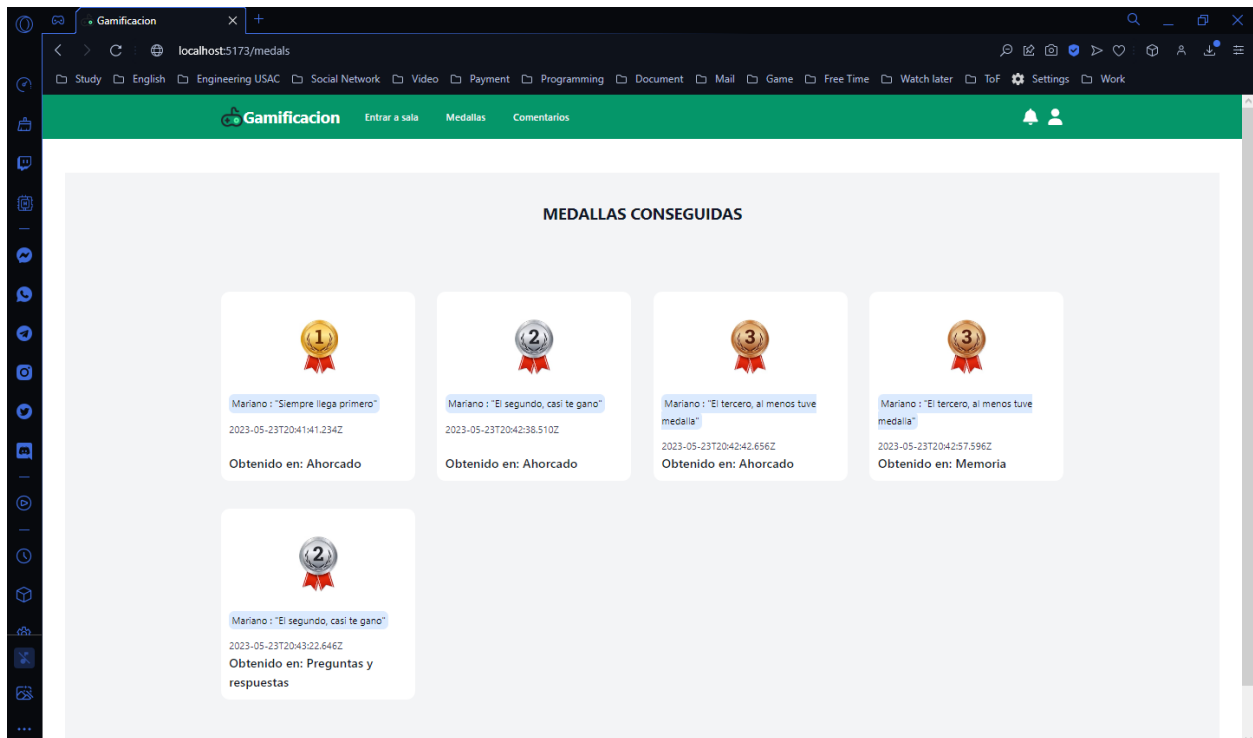 Gamificacion
localhost:5173/medals
Study English Engineering USAC Social Network Video Payment Programming Document Mail Game Free Time Watch later ToF Settings Work
Gamificacion Entrar a sala Medallas Comentarios
MEDALLAS CONSEGUIDAS
1
Mariano : "Siempre llega primero"
2023-05-23T20:41:41.234Z
Obtenido en: Ahorcado
2
Mariano : "El segundo, casi te gano"
2023-05-23T20:42:38.510Z
Obtenido en: Ahorcado
3
Mariano : "El tercero, al menos tuve
medalla"
2023-05-23T20:42:42.656Z
Obtenido en: Ahorcado
3
Mariano : "El tercero, al menos tuve
medalla"
2023-05-23T20:42:57.596Z
Obtenido en: Memoria
2
Mariano : "El segundo, casi te gano"
2023-05-23T20:43:22.646Z
Obtenido en: Preguntas y
respuestas